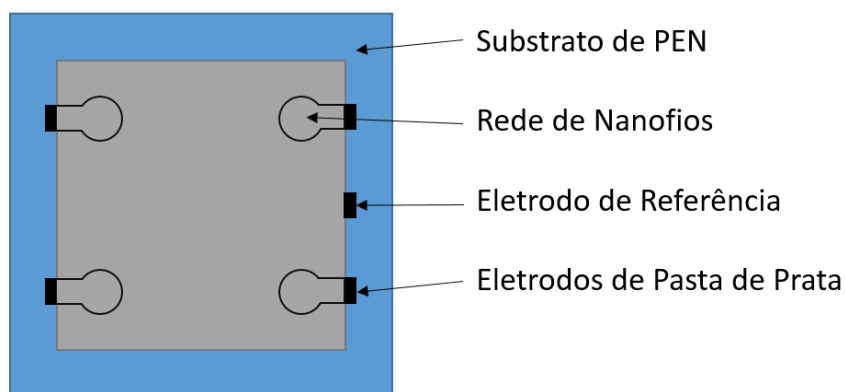 Substrato de PEN
Rede de Nanofios
Eletrodo de Referência
Eletrodos de Pasta de Prata